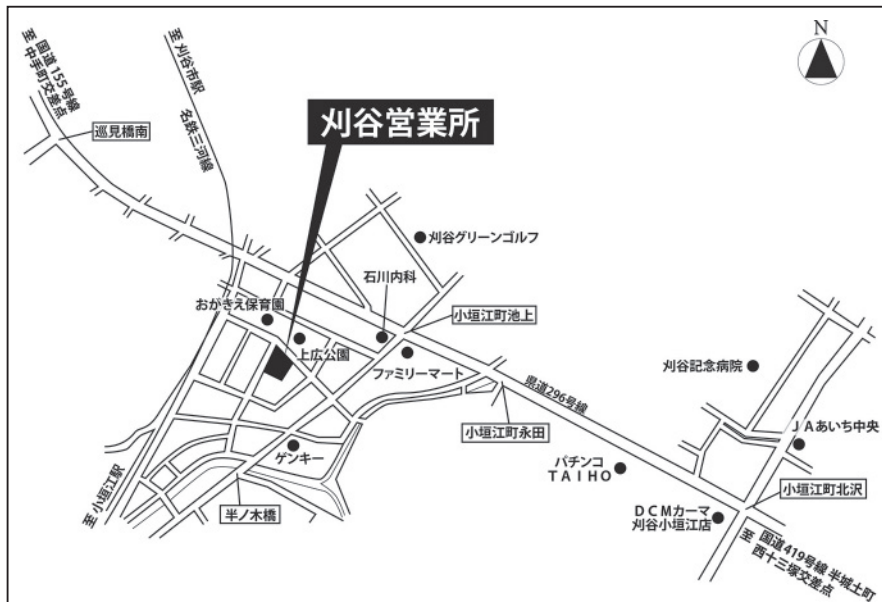 N
至 国道155号線
中手町交差点
至 刈谷市駅
名鉄三河線
巡見橋南
刈谷営業所
刈谷グリーンゴルフ
石川内科
おがきえ保育園
上広公園
小垣江町池上
ファミリーマート
刈谷記念病院
県道296号線
小垣江町永田
JAあいち中央
ゲンキー
パチンコ
TAIHO
小垣江町北沢
至 小垣江駅
半ノ木橋
DCMカーマ
刈谷小垣江店
至 国道419号線 半城土町
西十三塚交差点